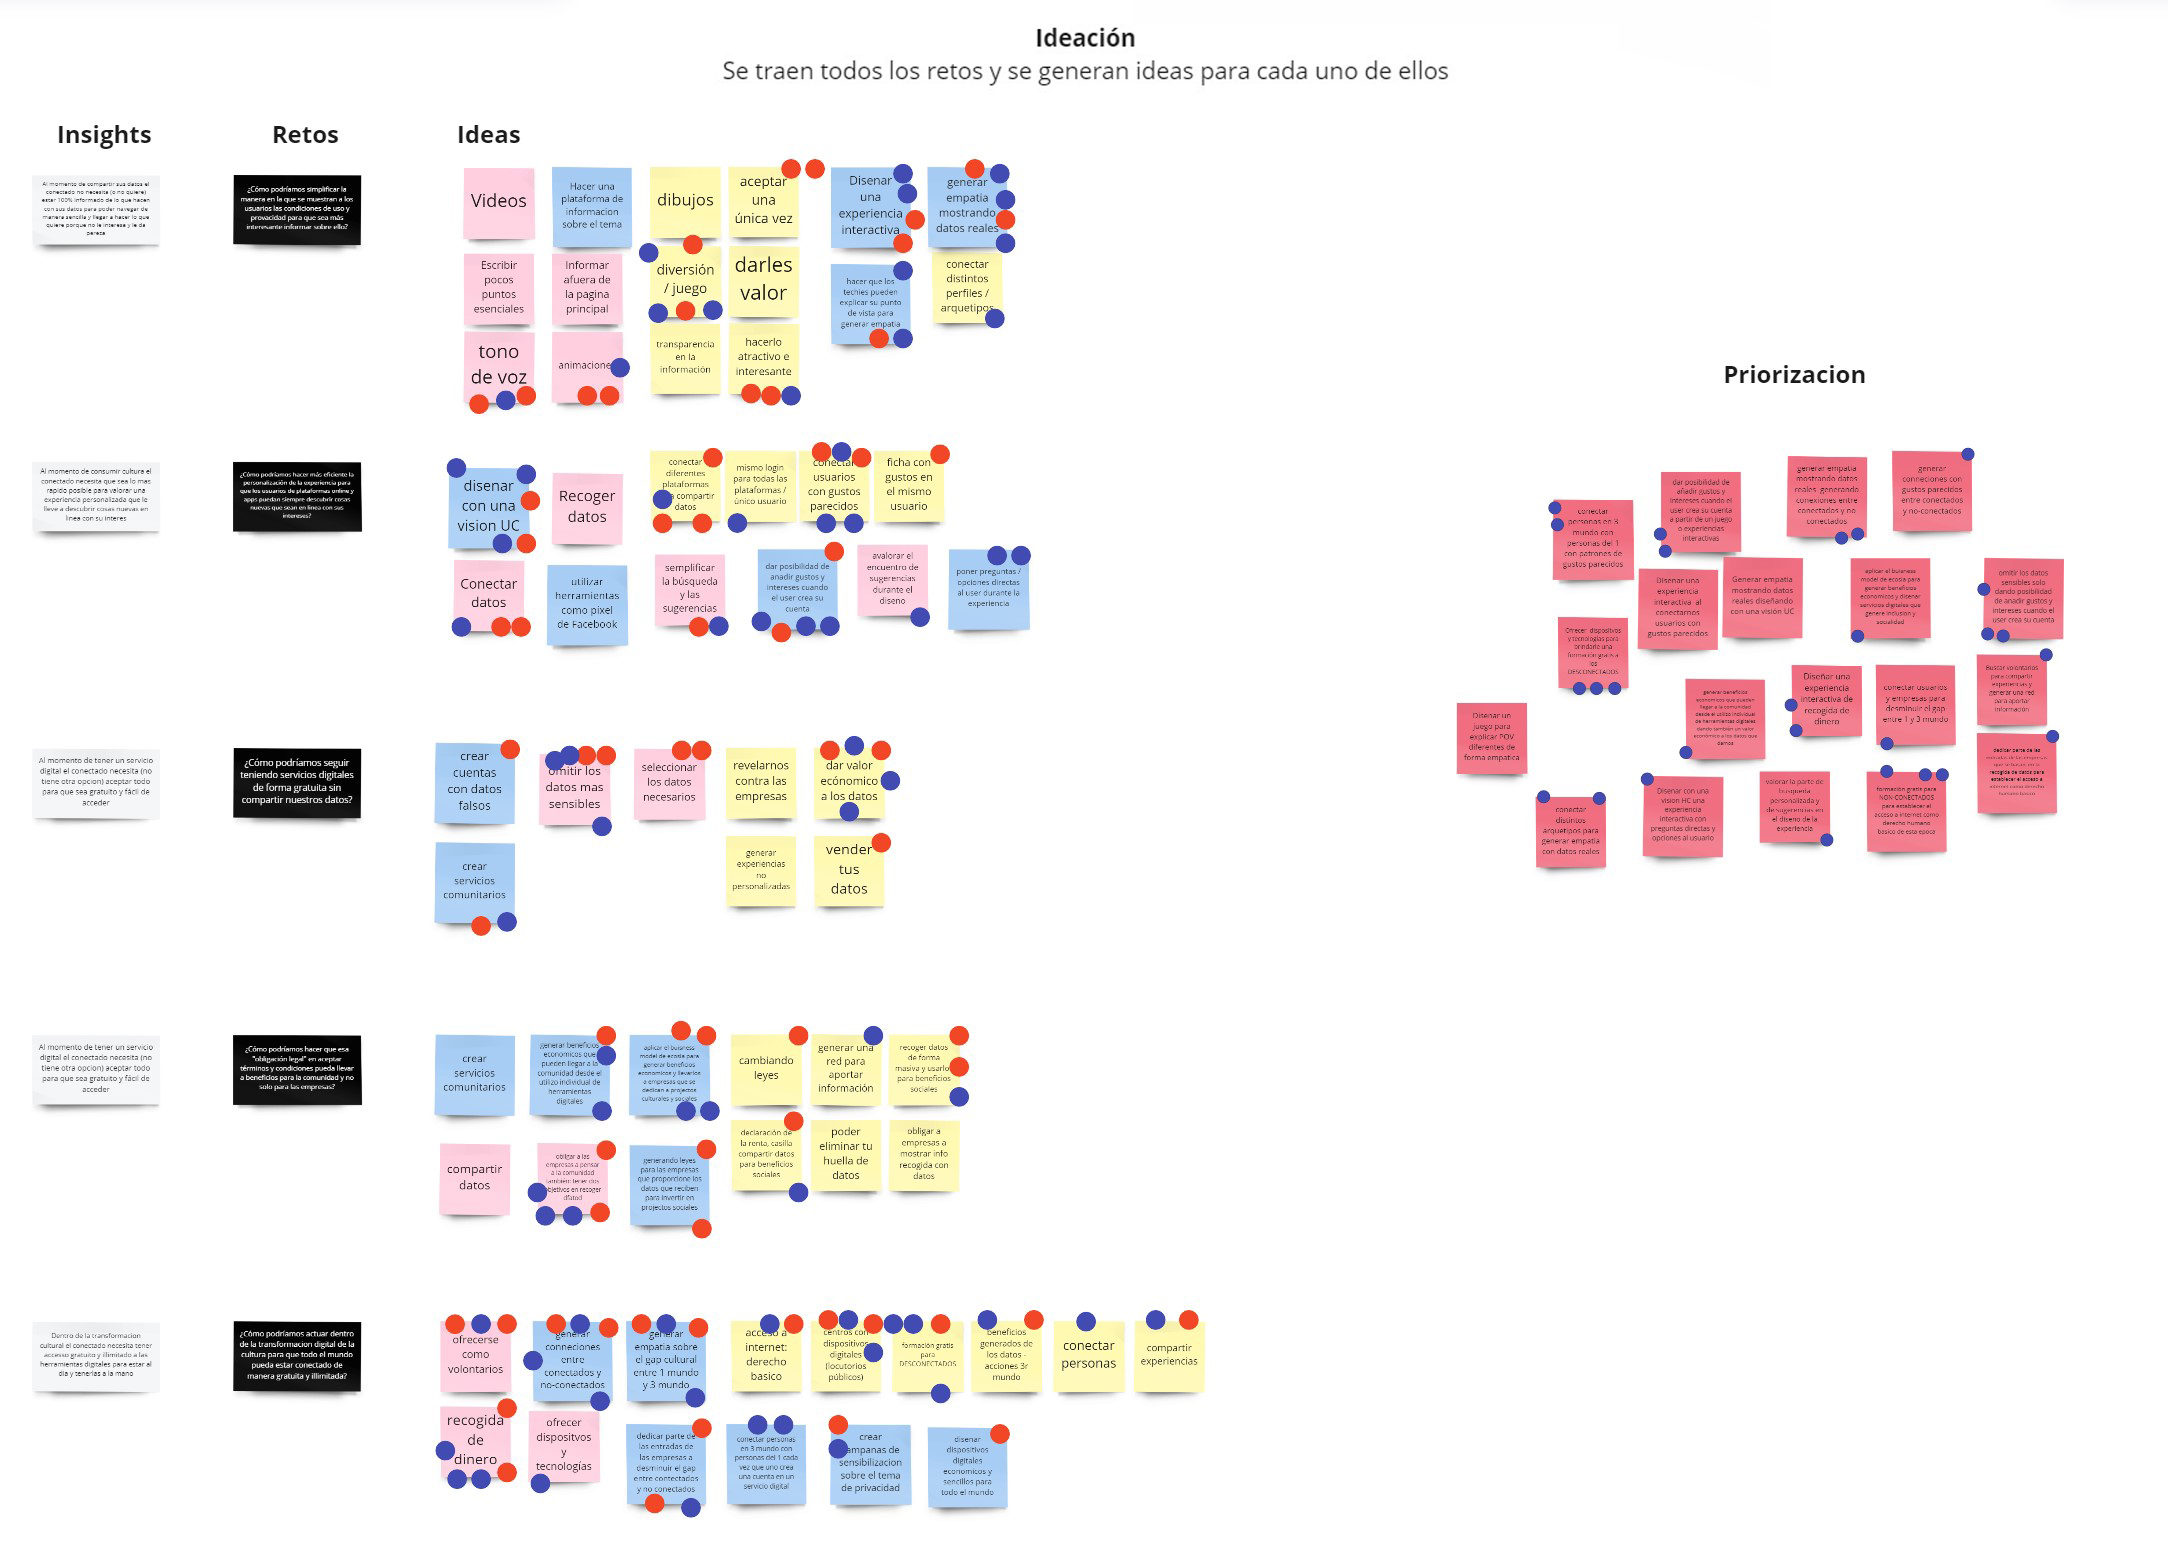 Ideación
Se traen todos los retos y se generan ideas para cada uno de ellos
Insights
Retos
Ideas
Al momento de compartir sus datos el
conectado no necesita (o no quiere)
estar 100% informado de lo que hacen
con sus datos para poder navegar de
manera sencilla y llegar a hacer lo que
quiere porque no le interesa y le da
pereza
¿Cómo podríamos simplificar la
manera en la que se muestran a los
usuarios las condiciones de uso y
provacidad para que sea más
interesante informar sobre ello?
Videos
Hacer una
plataforma de
informacion
sobre el tema
dibujos
aceptar
una
única vez
Disenar
una
experiencia
interactiva
generar
empatia
mostrando
datos reales
Escribir
pocos
puntos
esenciales
Informar
afuera de
la pagina
principal
diversión
/ juego
darles
valor
hacer que los
techies pueden
explicar su punto
de vista para
generar empatia
conectar
distintos
perfiles /
arquetipos
tono
de voz
animacione
transparencia
en la
información
hacerlo
atractivo e
interesante
Al momento de consumir cultura el
conectado necesita que sea lo mas
rapido posible para valorar una
experiencia personalizada que le
lleve a descubrir cosas nuevas en
linea con su interes
¿Cómo podríamos hacer más eficiente la
personalización de la experiencia para
que los usuarios de plataformas online y
apps puedan siempre descubrir cosas
nuevas que sean en línea con sus
intereses?
disenar
con una
vision UC
Recoger
datos
conectar
diferentes
plataformas
compartir
datos
mismo login
para todas las
plataformas /
único usuario
conectar
usuarios
con gustos
parecidos
ficha con
gustos en
el mismo
usuario
Conectar
datos
utilizar
herramientas
como pixel
de Facebook
semplificar
la búsqueda
y las
sugerencias
dar posibilidad de
anadir gustos y
intereses cuando
el user crea su
cuenta
avalorar el
encuentro de
sugerencias
durante el
diseno
poner preguntas /
opciones directas
al user durante la
experiencia
Al momento de tener un servicio
digital el conectado necesita (no
tiene otra opcion) aceptar todo
para que sea gratuito y fácil de
acceder
¿Cómo podríamos seguir
teniendo servicios digitales
de forma gratuita sin
compartir nuestros datos?
crear
cuentas
con datos
falsos
omitir los
datos mas
sensibles
seleccionar
los datos
necesarios
revelarnos
contra las
empresas
dar valor
ecónomico
a los datos
crear
servicios
comunitarios
generar
experiencias
no
personalizadas
vender
tus
datos
Al momento de tener un servicio
digital el conectado necesita (no
tiene otra opcion) aceptar todo
para que sea gratuito y fácil de
acceder
¿Cómo podríamos hacer que esa
"obligación legal" en aceptar
términos y condiciones pueda llevar
a beneficios para la comunidad y no
solo para las empresas?
crear
servicios
comunitarios
generar beneficios
economicos que
pueden llegar a la
comunidad desde el
utilizo individual de
herramientas
digitales
aplicar el buisness
model de ecosia para
generar beneficios
economicos y llevarlos
a empresas que se
dedican a projectos
culturales y sociales
cambiando
leyes
generar una
red para
aportar
información
recoger datos
de forma
masiva y usarlo
para beneficios
sociales
compartir
datos
obligar a las
empresas a pensar
a la comunidad
también: tener dos
objetivos en recoger
dfatod
generando leyes
para las empresas
que proporcione los
datos que reciben
para invertir en
projectos sociales
declaración de
la renta, casilla
compartir datos
para beneficios
sociales
poder
eliminar tu
huella de
datos
obligar a
empresas a
mostrar info
recogida con
datos
Dentro de la transformacion
cultural el conectado necesita tener
accesso gratuito y illimitado a las
herramientas digitales para estar al
dia y tenerlas a la mano
¿Cómo podríamos actuar dentro
de la transformacion digital de la
cultura para que todo el mundo
pueda estar conectado de
manera gratuita y illimitada?
ofrecerse
como
volontarios
generar
conneciones
entre
conectados y
no-conectados
generar
empatia sobre
el gap cultural
entre 1 mundo
y 3 mundo
acceso a
internet:
derecho
basico
centros con
dispositivos
digitales
(locutorios
públicos)
formación gratis
para
DESCONECTADOS
beneficios
generados de
los datos -
acciones 3r
mundo
conectar
personas
compartir
experiencias
recogida
de
dinero
ofrecer
dispositvos
y
tecnologías
dedicar parte de
las entradas de
las empresas a
desminuir el gap
entre contectados
y no conectados
conectar personas
en 3 mundo con
personas del 1 cada
vez que uno crea
una cuenta en un
servicio digital
crear
ampanas de
sensibilizacion
sobre el tema
de privacidad
disenar
dispositivos
digitales
economicos y
sencillos para
todo el mundo
Priorizacion
conectar
personas en 3
mundo con
personas del 1
con patrones de
gustos parecidos
dar posibilidad de
añadir gustos y
intereses cuando el
user crea su cuenta
a partir de un juego
o experiencias
interactivas
generar empatia
mostrando datos
reales generando
conexiones entre
conectados y no
conectados
generar
conneciones con
gustos parecidos
entre conectados
y no-conectados
Disenar una
experiencia
interactiva al
conectarnos
usuarios con
gustos parecidos
Generar empatia
mostrando datos
reales diseñando
con una visión UC
aplicar el buisness
model de ecosia para
generar beneficios
economicos y disenar
servicios digitales que
genere inclusion y
socialidad
omitir los datos
sensibles solo
dando posibilidad
de anadir gustos y
intereses cuando el
user crea su cuenta
Ofrecer dispositivos
y tecnologías para
brindarle una
formación gratis a
los
DESCONECTADOS
generar beneficios
economicos que pueden
llegar a la comunidad
desde el utilizo individual
de herramientas digitales
dando también un valor
económico a los datos que
damos
Diseñar una
experiencia
interactiva de
recogida de
dinero
conectar usuarios
y empresas para
desminuir el gap
entre 1 y 3 mundo
Buscar volontarios
para compartir
experiencias y
generar una red
para aportar
información
Disenar un
juego para
explicar POV
diferentes de
forma empatica
conectar
distintos
arquetipos para
generar empatia
con datos reales
Disenar con una
vision HC una
experiencia
interactiva con
preguntas directas y
opciones al usuario
valorar la parte de
busqueda
personalizada y
de sugerencias en
el diseno de la
experiencia
formación gratis para
NON-CONECTADOS
para establecer el
acceso a internet como
derecho humano
basico de esta epoca
dedicar parte de las
recogida de datos para
establecer el acceso a
internet como derecho
humano basico